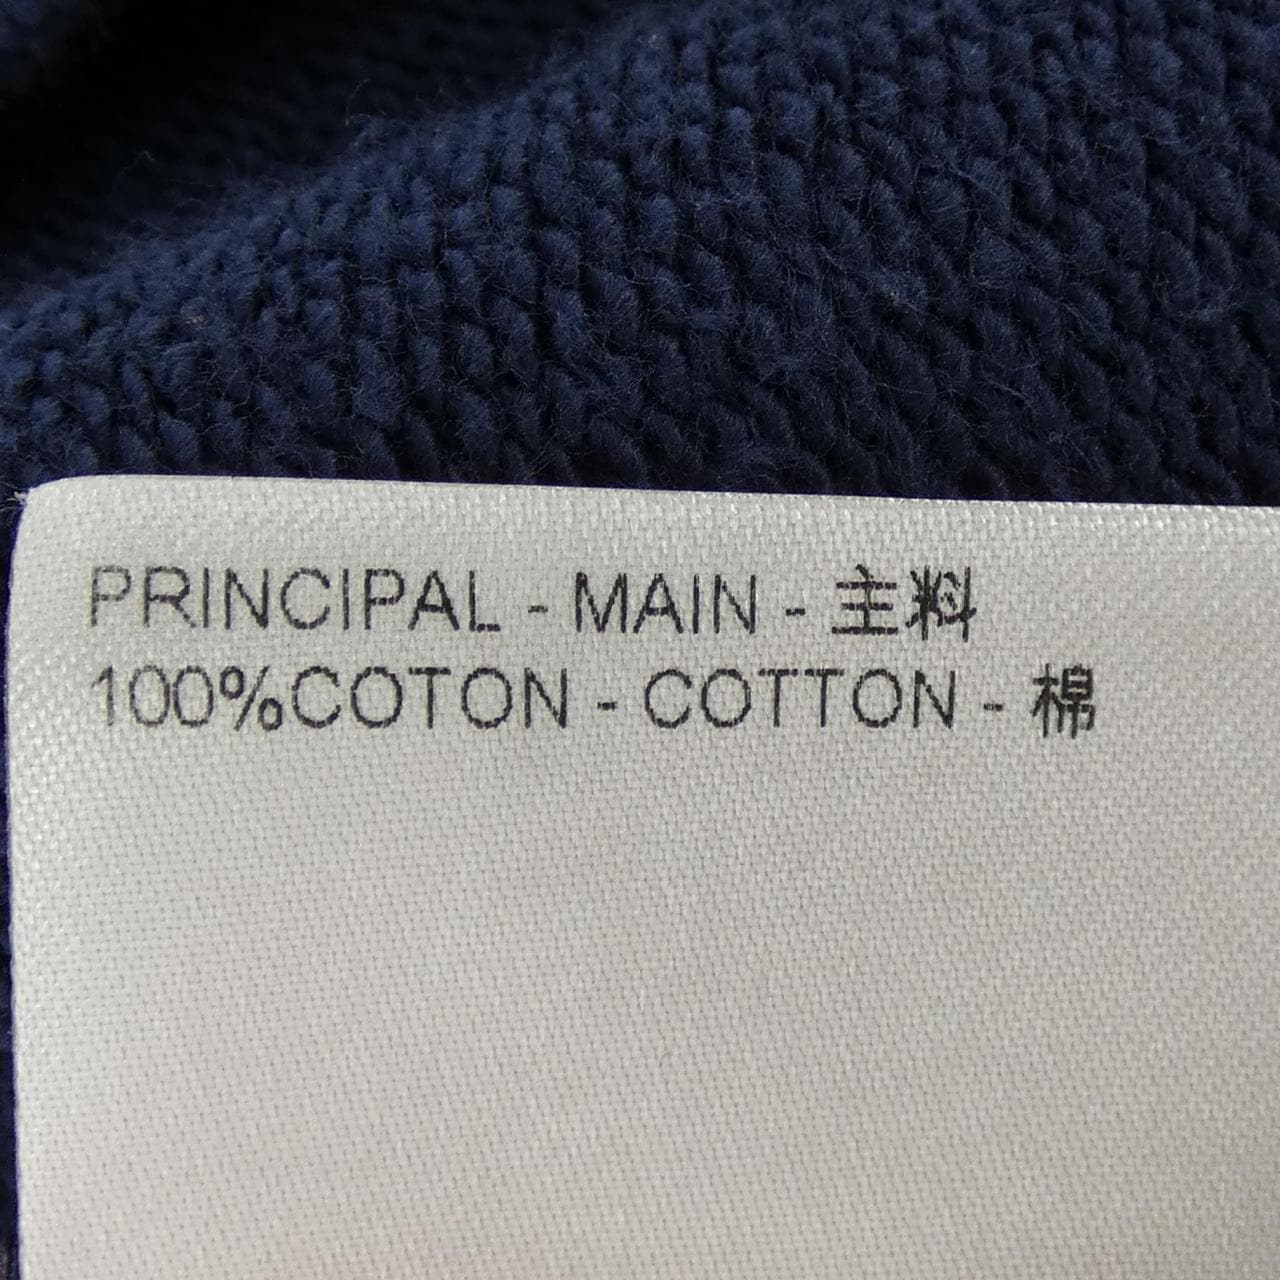 PRINCIPAL - MAIN - 主料
100%COTON - COTTON - 棉